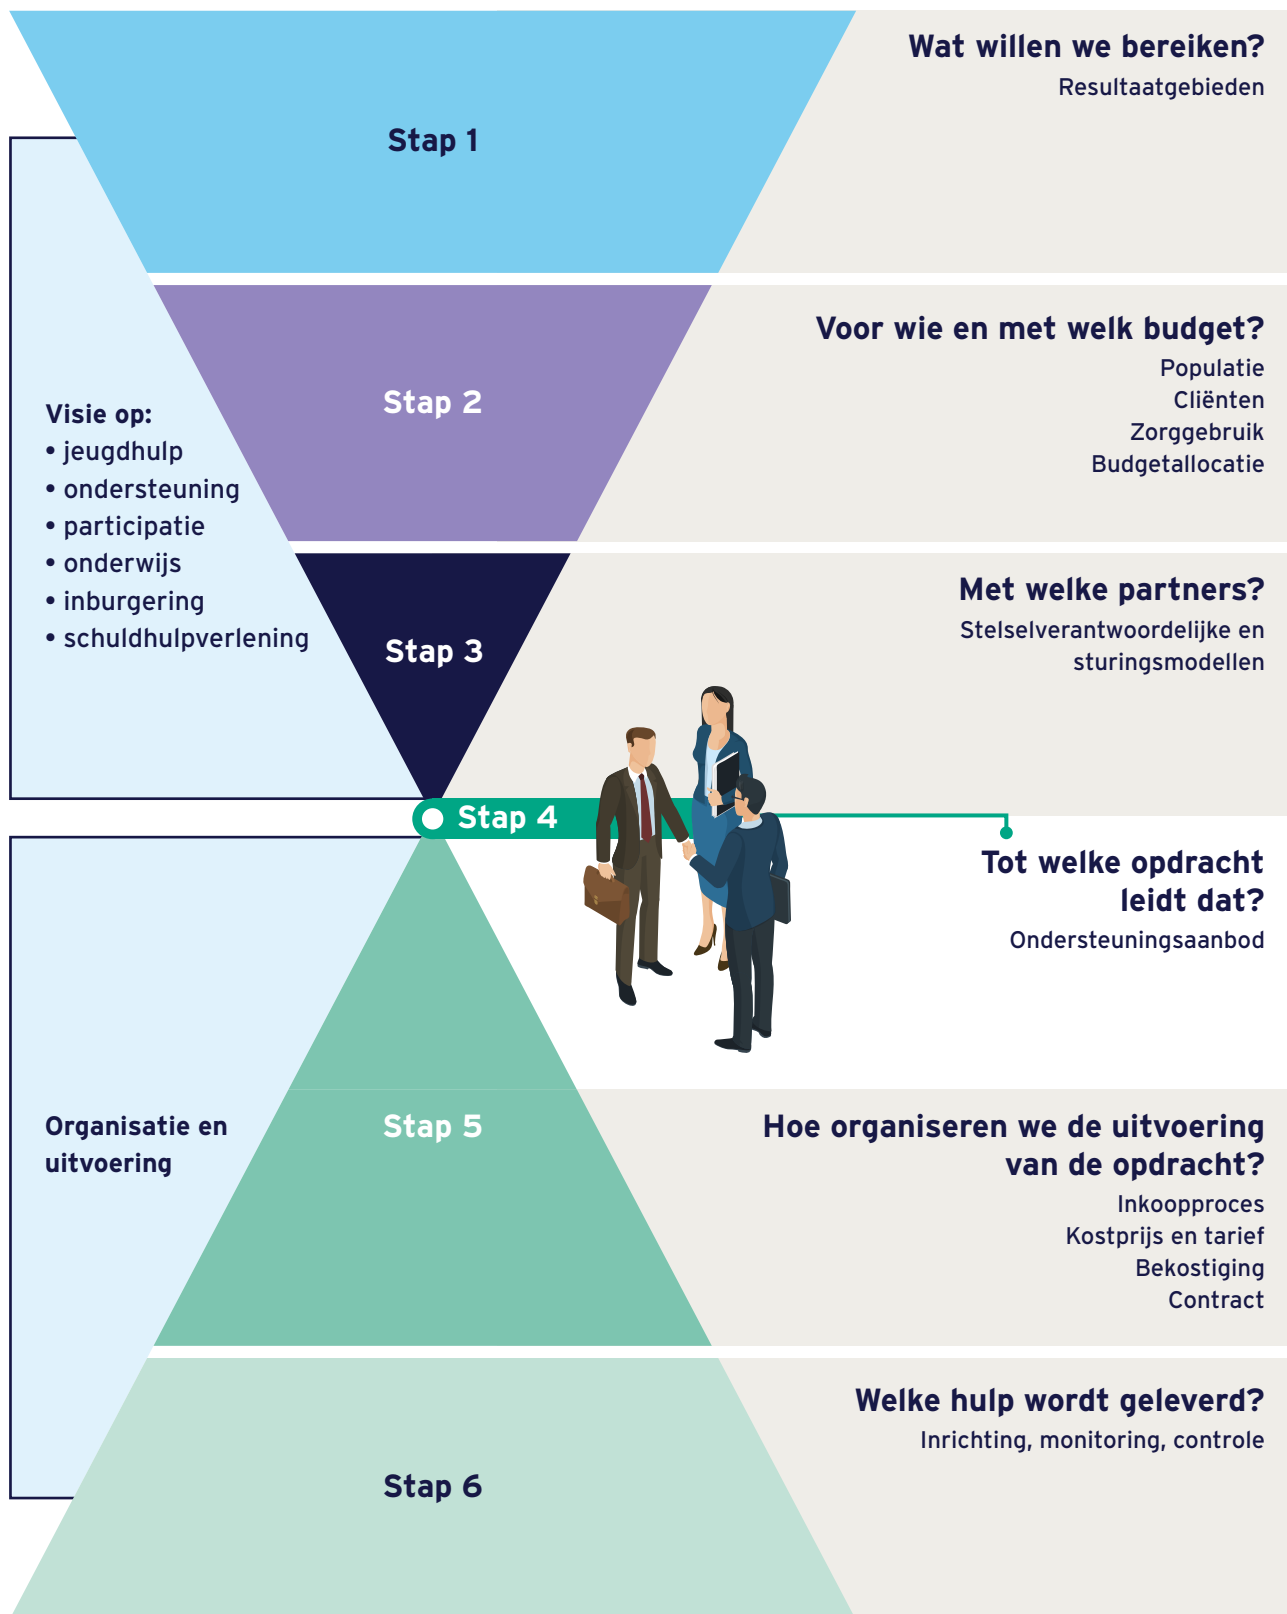 Wat willen we bereiken?
Resultaatgebieden
Stap 1
Voor wie en met welk budget?
Populatie
Cliënten
Zorggebruik
Budgetallocatie
Stap 2
Visie op:
• jeugdhulp
• ondersteuning
• participatie
• onderwijs
• inburgering
• schuldhulpverlening
Met welke partners?
Stelselverantwoordelijke en
sturingsmodellen
Stap 3
Stap 4
Tot welke opdracht
leidt dat?
Ondersteuningsaanbod
Organisatie en
uitvoering
Stap 5
Hoe organiseren we de uitvoering
van de opdracht?
Inkoopproces
Kostprijs en tarief
Bekostiging
Contract
Welke hulp wordt geleverd?
Inrichting, monitoring, controle
Stap 6